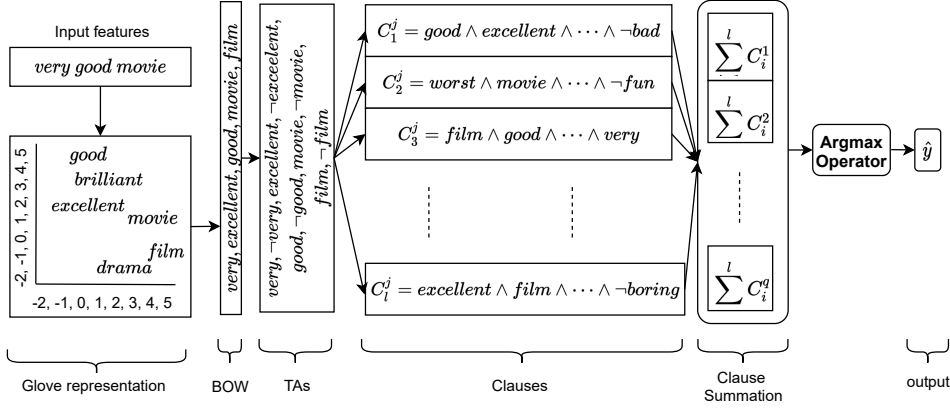 Input features
very good movie
good
brilliant
excellent
movie
film
drama
-2, -1, 0, 1, 2, 3, 4, 5
-2, -1, 0, 1, 2, 3, 4, 5
Glove representation
very, excellent, good, movie, film
BOW
very, ¬very, excellent, ¬exceelent,
good, ¬good, movie, ¬movie,
film, ¬film
TAs
C_1^j = good ∧ excellent ∧ ⋯ ∧ ¬bad
C_2^j = worst ∧ movie ∧ ⋯ ∧ ¬fun
C_3^j = film ∧ good ∧ ⋯ ∧ very
C_l^j = excellent ∧ film ∧ ⋯ ∧ ¬boring
Clauses
∑^l C_i^1
∑^l C_i^2
∑^l C_i^q
Clause
Summation
Argmax
Operator
ŷ
output